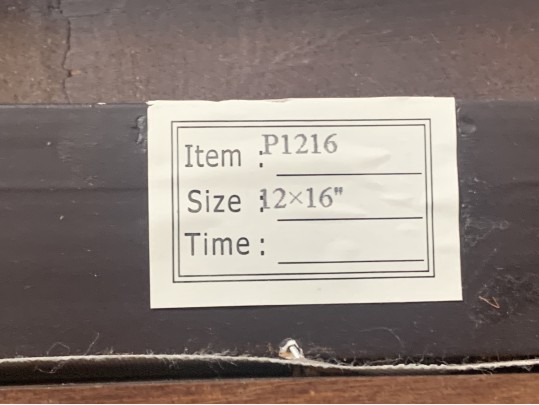 Item : P1216
Size : 12×16"
Time :